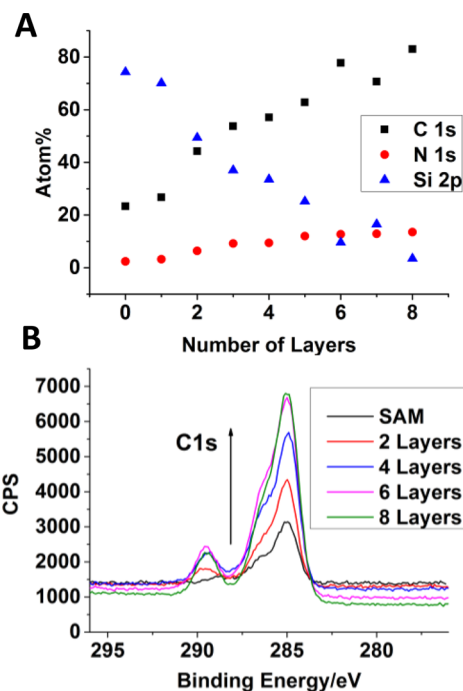 A
80
60
40
20
0
Atom%
C 1s
N 1s
Si 2p
0 2 4 6 8
Number of Layers
B
7000
6000
5000
4000
3000
2000
1000
0
CPS
C1s
SAM
2 Layers
4 Layers
6 Layers
8 Layers
295 290 285 280
Binding Energy/eV